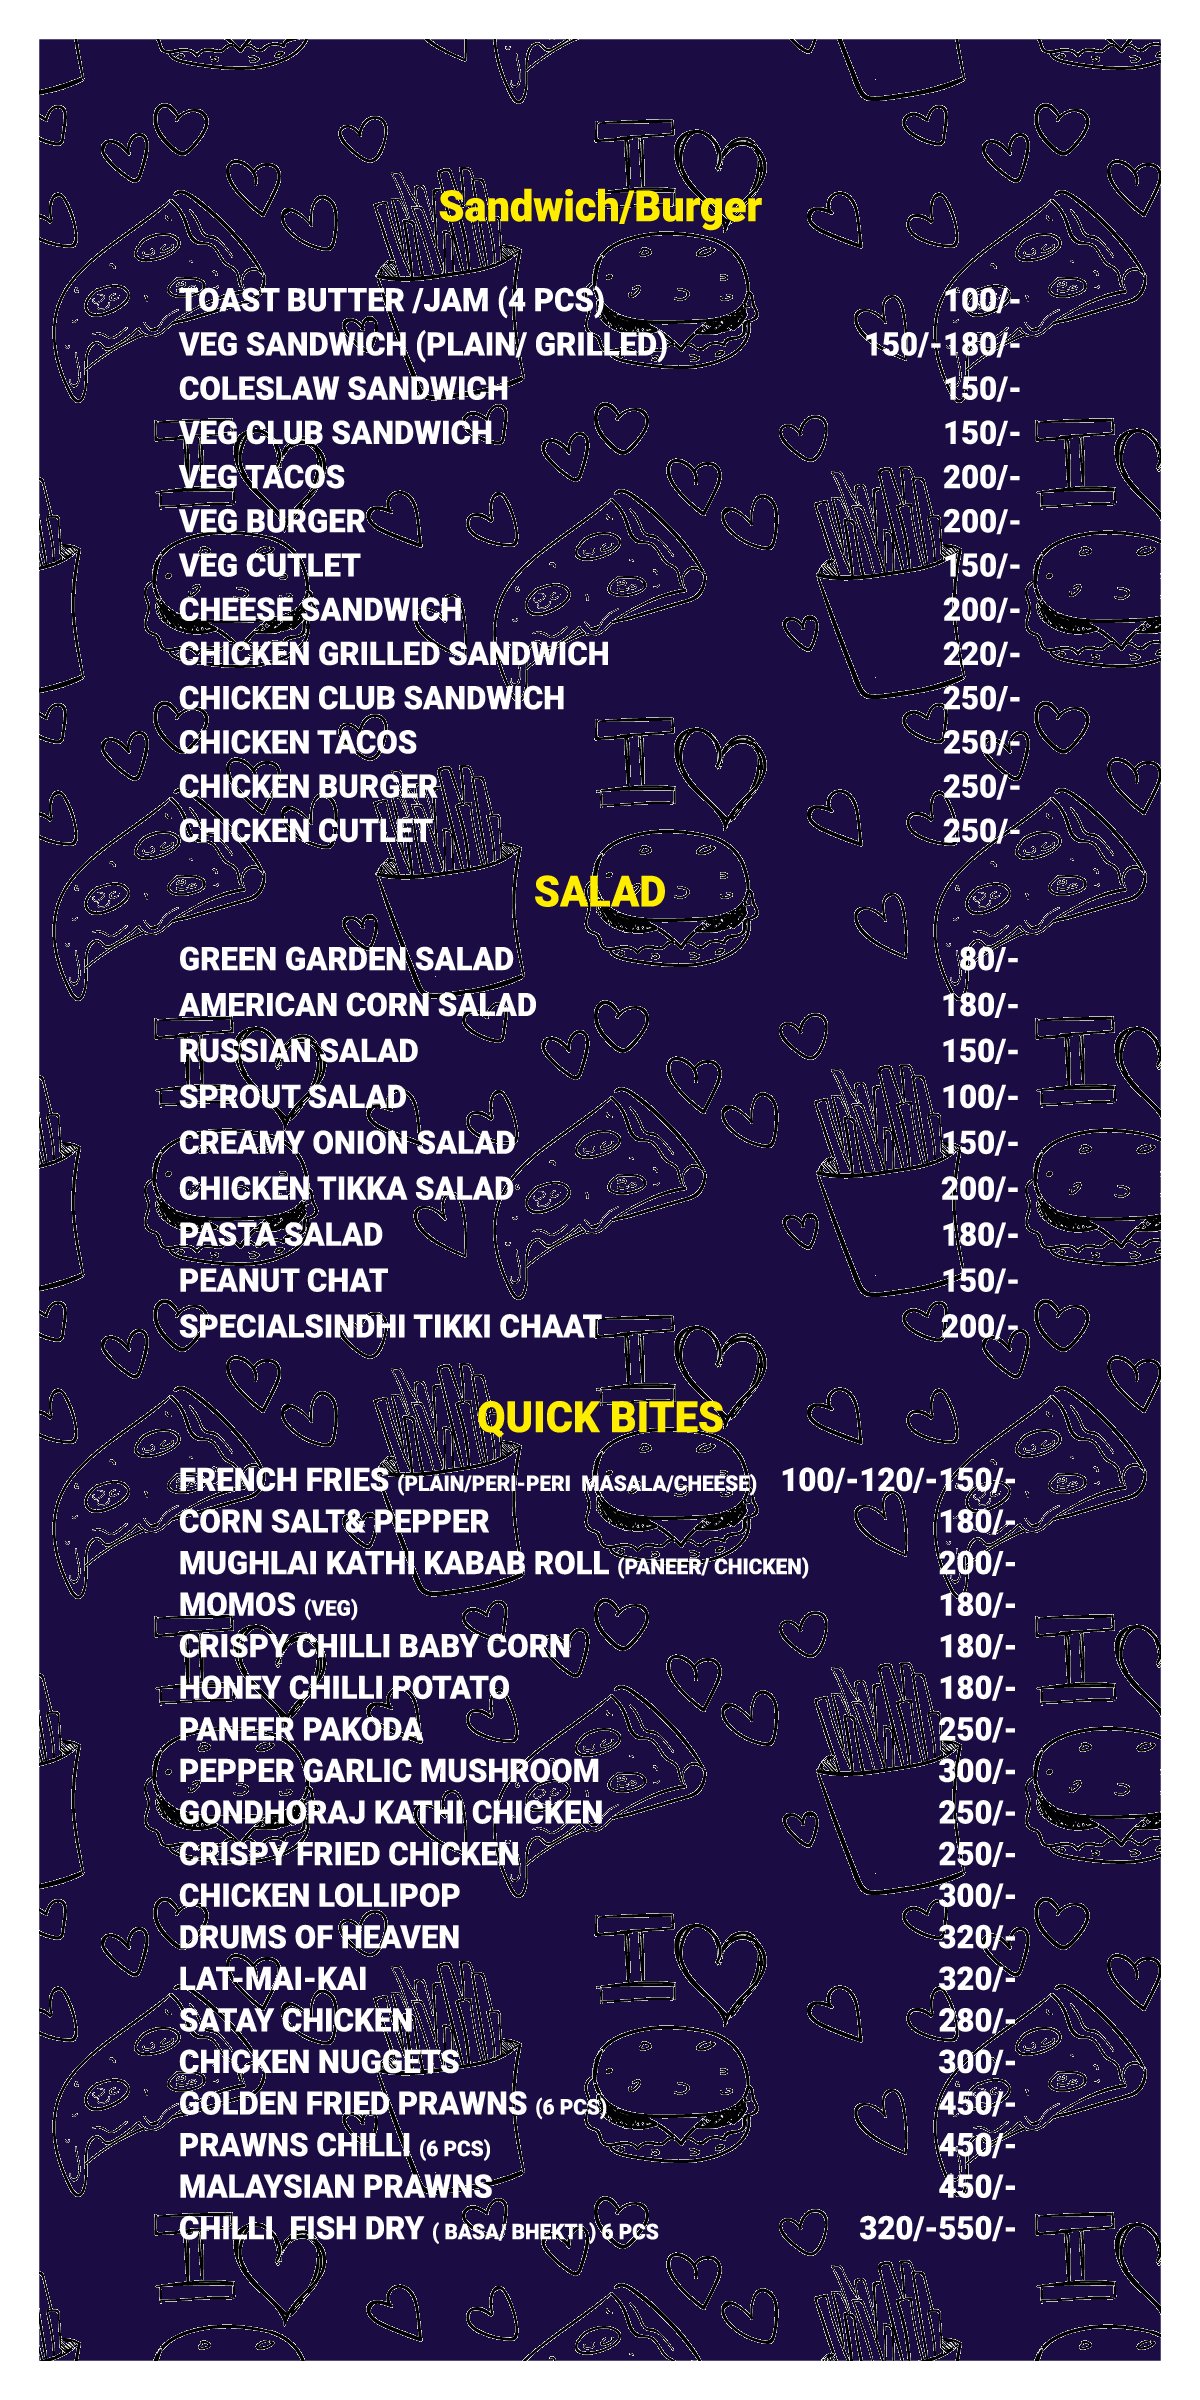 Sandwich/Burger
TOAST BUTTER /JAM (4 PCS) 100/-
VEG SANDWICH (PLAIN/ GRILLED) 150/-180/-
COLESLAW SANDWICH 150/-
VEG CLUB SANDWICH 150/-
VEG TACOS 200/-
VEG BURGER 200/-
VEG CUTLET 150/-
CHEESE SANDWICH 200/-
CHICKEN GRILLED SANDWICH 220/-
CHICKEN CLUB SANDWICH 250/-
CHICKEN TACOS 250/-
CHICKEN BURGER 250/-
CHICKEN CUTLET 250/-
SALAD
GREEN GARDEN SALAD 80/-
AMERICAN CORN SALAD 180/-
RUSSIAN SALAD 150/-
SPROUT SALAD 100/-
CREAMY ONION SALAD 150/-
CHICKEN TIKKA SALAD 200/-
PASTA SALAD 180/-
PEANUT CHAT 150/-
SPECIALSINDHI TIKKI CHAAT 200/-
QUICK BITES
FRENCH FRIES (PLAIN/PERI-PERI MASALA/CHEESE) 100/-120/-150/-
CORN SALT& PEPPER 180/-
MUGHLAI KATHI KABAB ROLL (PANEER/ CHICKEN) 200/-
MOMOS (VEG) 180/-
CRISPY CHILLI BABY CORN 180/-
HONEY CHILLI POTATO 180/-
PANEER PAKODA 250/-
PEPPER GARLIC MUSHROOM 300/-
GONDHORAJ KATHI CHICKEN 250/-
CRISPY FRIED CHICKEN 250/-
CHICKEN LOLLIPOP 300/-
DRUMS OF HEAVEN 320/-
LAT-MAI-KAI 320/-
SATAY CHICKEN 280/-
CHICKEN NUGGETS 300/-
GOLDEN FRIED PRAWNS (6 PCS) 450/-
PRAWNS CHILLI (6 PCS) 450/-
MALAYSIAN PRAWNS 450/-
CHILLI FISH DRY ( BASA/ BHEKTI ) 6 PCS 320/-550/-